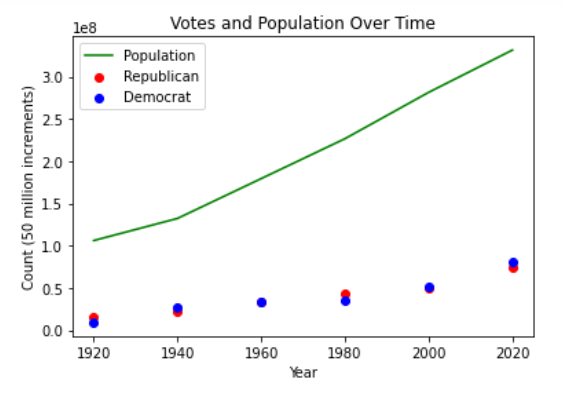 Votes and Population Over Time
1e8
Population
Republican
Democrat
3.0
2.5
2.0
1.5
1.0
0.5
0.0
Count (50 million increments)
1920 1940 1960 1980 2000 2020
Year